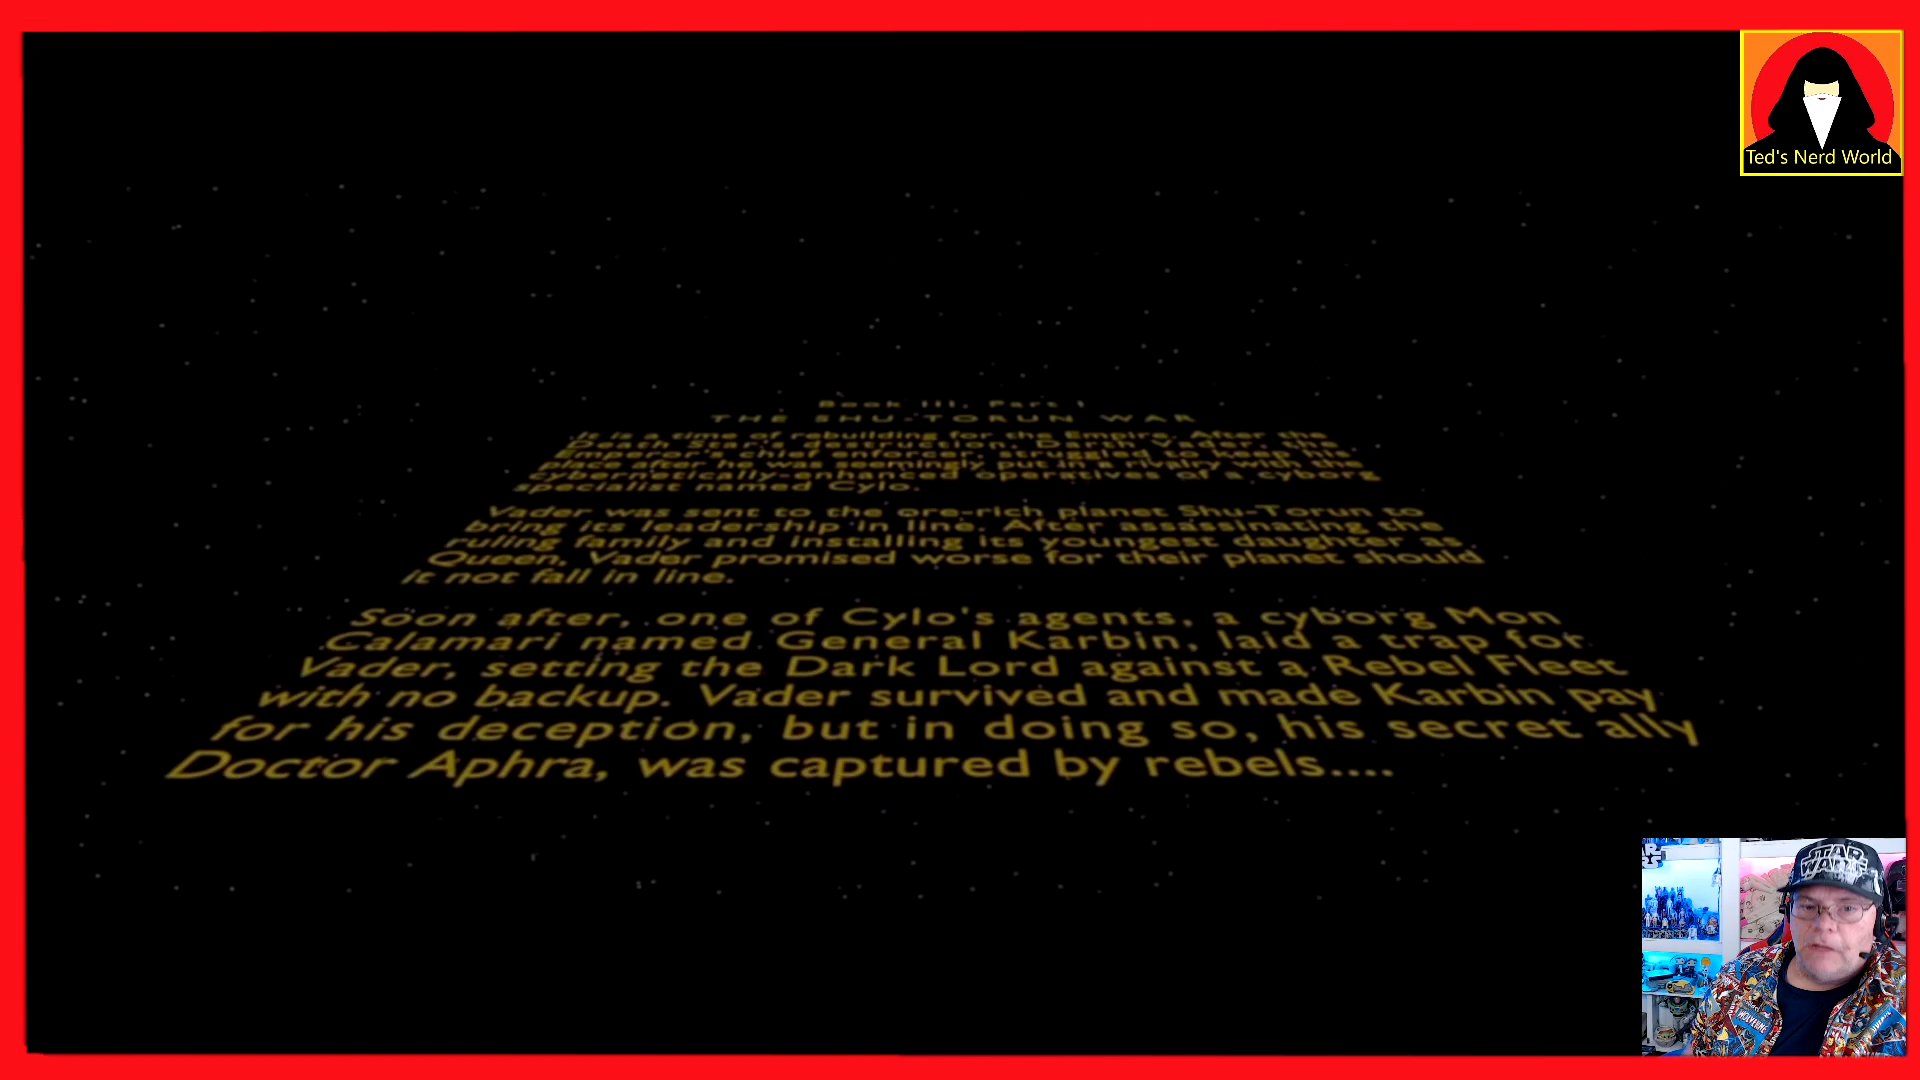 Ted's Nerd World
Book III, Part I
THE SHU-TORUN WAR
It is a time of rebuilding for the Empire. After the
Death Star's destruction, Darth Vader, the
Emperor's chief enforcer, struggled to keep his
place after he was seemingly put in a rivalry with the
cybernetically-enhanced operatives of a cyborg
specialist named Cylo.
Vader was sent to the ore-rich planet Shu-Torun to
bring its leadership in line. After assassinating the
ruling family and installing its youngest daughter as
Queen, Vader promised worse for their planet should
it not fall in line.
Soon after, one of Cylo's agents, a cyborg Mon
Calamari named General Karbin, laid a trap for
Vader, setting the Dark Lord against a Rebel Fleet
with no backup. Vader survived and made Karbin pay
for his deception, but in doing so, his secret ally
Doctor Aphra, was captured by rebels....
STAR
WARS
WOLVERINE